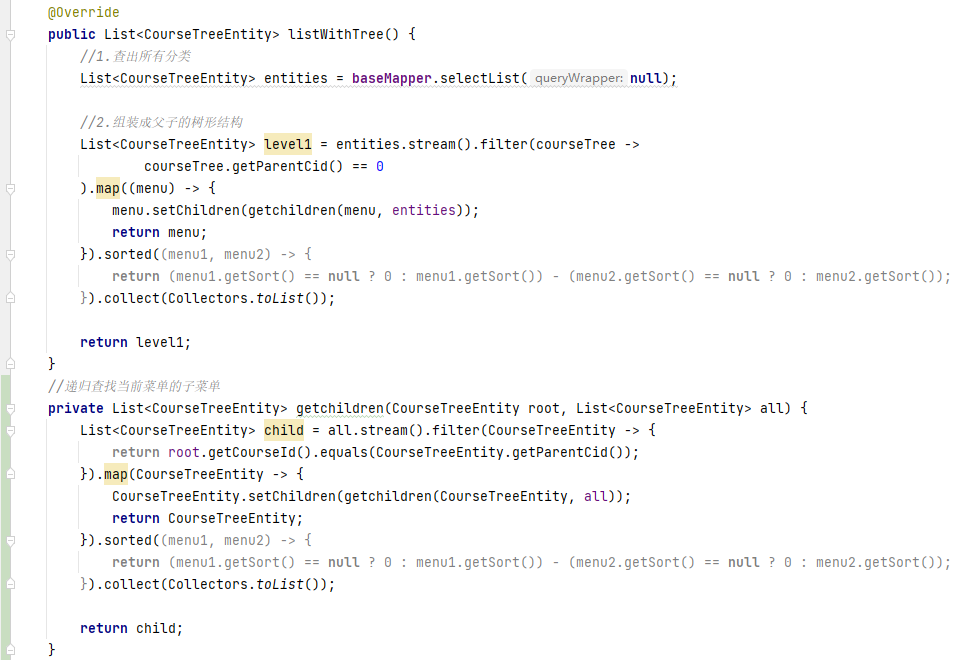 @Override
public List<CourseTreeEntity> listWithTree() {
//1.查出所有分类
List<CourseTreeEntity> entities = baseMapper.selectList( queryWrapper: null);
//2.组装成父子的树形结构
List<CourseTreeEntity> level1 = entities.stream().filter(courseTree ->
courseTree.getParentCid() == 0
).map((menu) -> {
menu.setChildren(getchildren(menu, entities));
return menu;
}).sorted((menu1, menu2) -> {
return (menu1.getSort() == null ? 0 : menu1.getSort()) - (menu2.getSort() == null ? 0 : menu2.getSort());
}).collect(Collectors.toList());
return level1;
}
//递归查找当前菜单的子菜单
private List<CourseTreeEntity> getchildren(CourseTreeEntity root, List<CourseTreeEntity> all) {
List<CourseTreeEntity> child = all.stream().filter(CourseTreeEntity -> {
return root.getCourseId().equals(CourseTreeEntity.getParentCid());
}).map(CourseTreeEntity -> {
CourseTreeEntity.setChildren(getchildren(CourseTreeEntity, all));
return CourseTreeEntity;
}).sorted((menu1, menu2) -> {
return (menu1.getSort() == null ? 0 : menu1.getSort()) - (menu2.getSort() == null ? 0 : menu2.getSort());
}).collect(Collectors.toList());
return child;
}